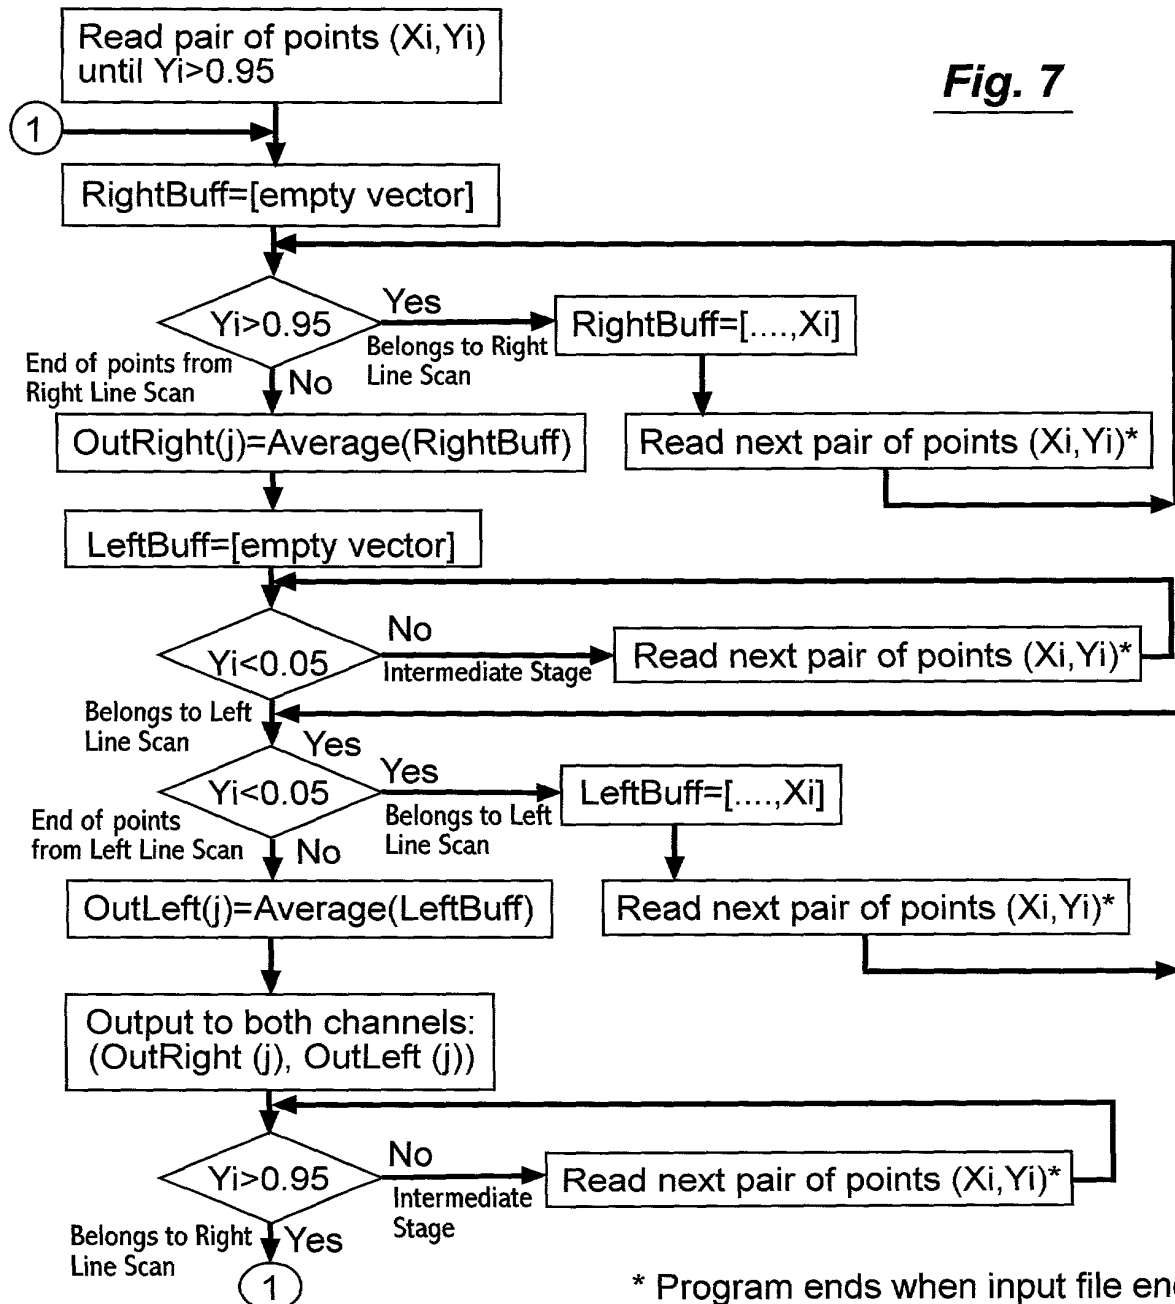 Read pair of points (Xi,Yi)
until Yi>0.95
Fig. 7
1
RightBuff=[empty vector]
Yi>0.95
Yes
Belongs to Right
Line Scan
RightBuff=[....,Xi]
End of points from
Right Line Scan
No
Read next pair of points (Xi,Yi)*
OutRight(j)=Average(RightBuff)
LeftBuff=[empty vector]
Yi<0.05
No
Intermediate Stage
Read next pair of points (Xi,Yi)*
Belongs to Left
Line Scan
Yes
Yi<0.05
Yes
Belongs to Left
Line Scan
LeftBuff=[....,Xi]
End of points
from Left Line Scan
No
Read next pair of points (Xi,Yi)*
OutLeft(j)=Average(LeftBuff)
Output to both channels:
(OutRight (j), OutLeft (j))
Yi>0.95
No
Intermediate
Stage
Read next pair of points (Xi,Yi)*
Belongs to Right
Line Scan
Yes
1
* Program ends when input file